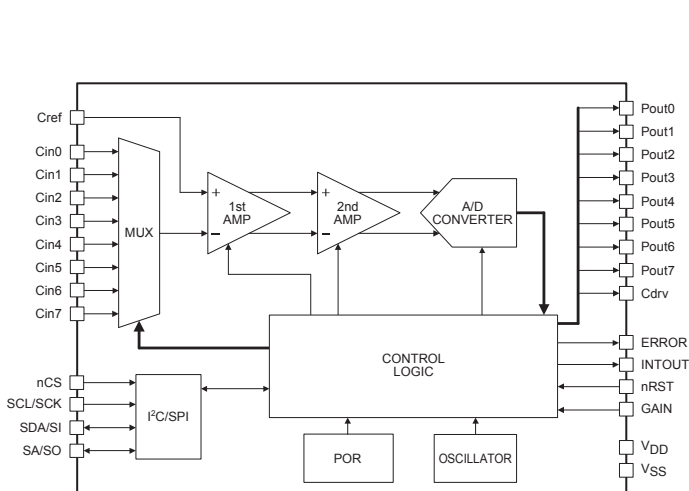 Cref
Cin0
Cin1
Cin2
Cin3
Cin4
Cin5
Cin6
Cin7
nCS
SCL/SCK
SDA/SI
SA/SO
MUX
+
1st
AMP
−
+
2nd
AMP
−
A/D
CONVERTER
CONTROL
LOGIC
I²C/SPI
POR
OSCILLATOR
Pout0
Pout1
Pout2
Pout3
Pout4
Pout5
Pout6
Pout7
Cdrv
ERROR
INTOUT
nRST
GAIN
VDD
VSS